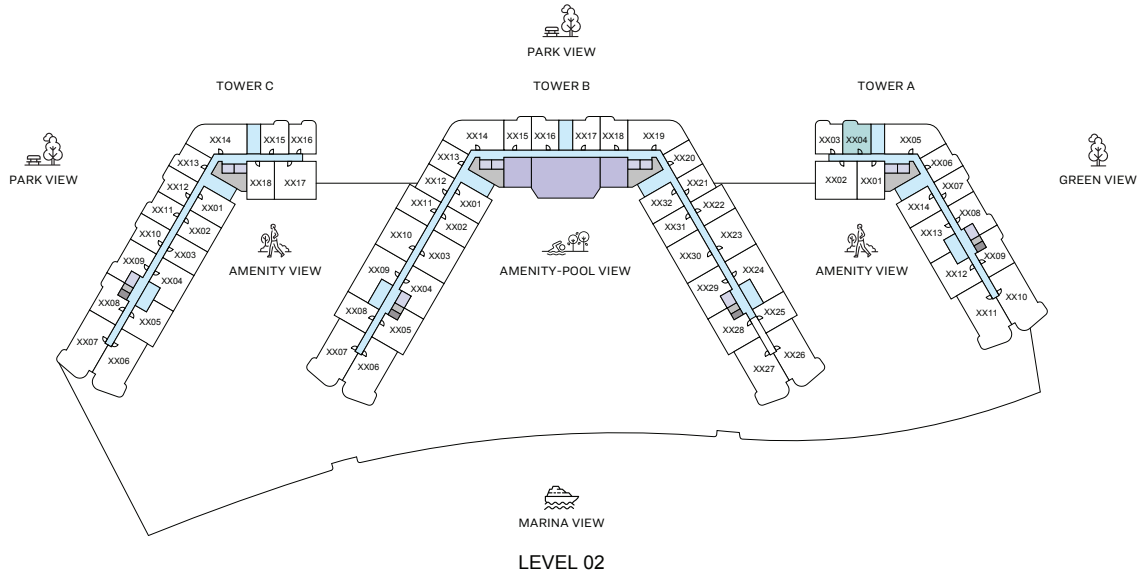 PARK VIEW
TOWER C
TOWER B
TOWER A
PARK VIEW
GREEN VIEW
XX14
XX15
XX16
XX13
XX18
XX17
XX12
XX01
XX11
XX02
XX10
XX03
XX09
XX04
XX08
XX05
XX07
XX06
XX14
XX15
XX16
XX17
XX18
XX19
XX13
XX20
XX12
XX01
XX21
XX32
XX11
XX02
XX22
XX31
XX10
XX03
XX23
XX30
XX09
XX04
XX24
XX29
XX08
XX05
XX25
XX28
XX07
XX06
XX26
XX27
XX03
XX04
XX05
XX02
XX01
XX06
XX07
XX14
XX08
XX13
XX09
XX12
XX10
XX11
AMENITY VIEW
AMENITY-POOL VIEW
AMENITY VIEW
MARINA VIEW
LEVEL 02